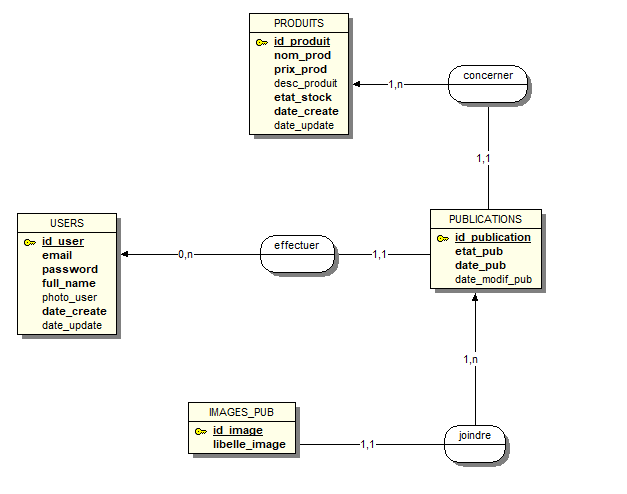 PRODUITS
id_produit
nom_prod
prix_prod
desc_produit
etat_stock
date_create
date_update
concerner
1,n
1,1
USERS
id_user
email
password
full_name
photo_user
date_create
date_update
0,n
effectuer
1,1
PUBLICATIONS
id_publication
etat_pub
date_pub
date_modif_pub
1,n
IMAGES_PUB
id_image
libelle_image
1,1
joindre